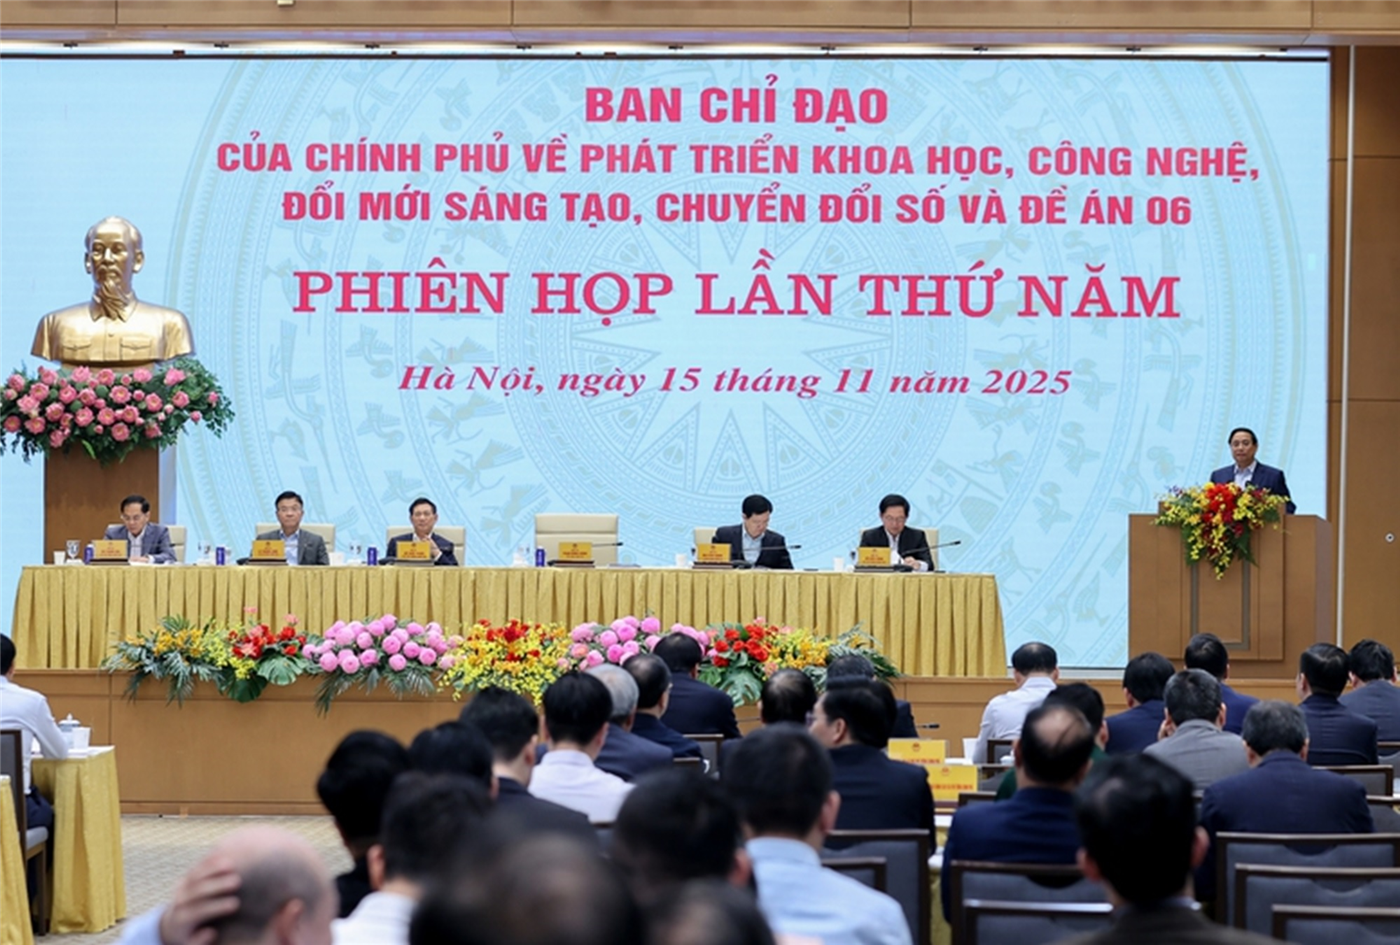 BAN CHỈ ĐẠO
CỦA CHÍNH PHỦ VỀ PHÁT TRIỂN KHOA HỌC, CÔNG NGHỆ,
ĐỔI MỚI SÁNG TẠO, CHUYỂN ĐỔI SỐ VÀ ĐỀ ÁN 06
PHIÊN HỌP LẦN THỨ NĂM
Hà Nội, ngày 15 tháng 11 năm 2025